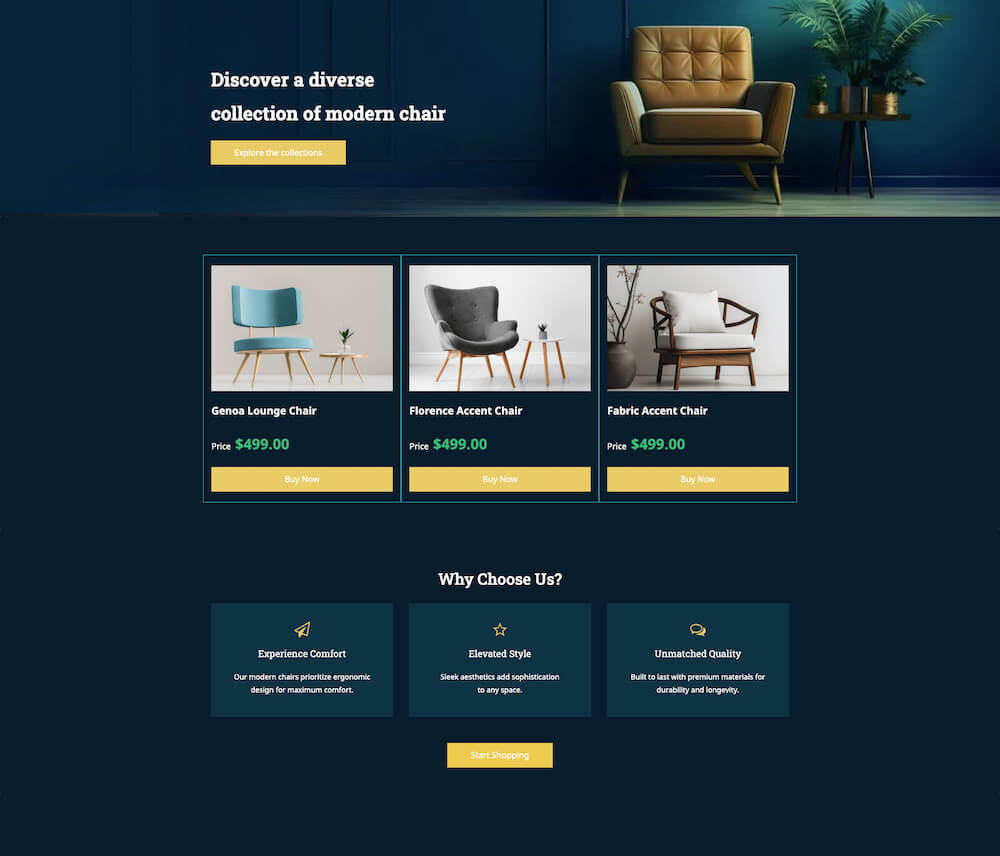 Discover a diverse
collection of modern chair
Explore the collections
Genoa Lounge Chair
Price $499.00
Buy Now
Florence Accent Chair
Price $499.00
Buy Now
Fabric Accent Chair
Price $499.00
Buy Now
Why Choose Us?
Experience Comfort
Our modern chairs prioritize ergonomic
design for maximum comfort.
Elevated Style
Sleek aesthetics add sophistication
to any space.
Unmatched Quality
Built to last with premium materials for
durability and longevity.
Start Shopping